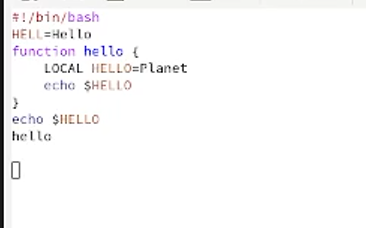 #!/bin/bash
HELL=Hello
function hello {
    LOCAL HELLO=Planet
    echo $HELLO
}
echo $HELLO
hello